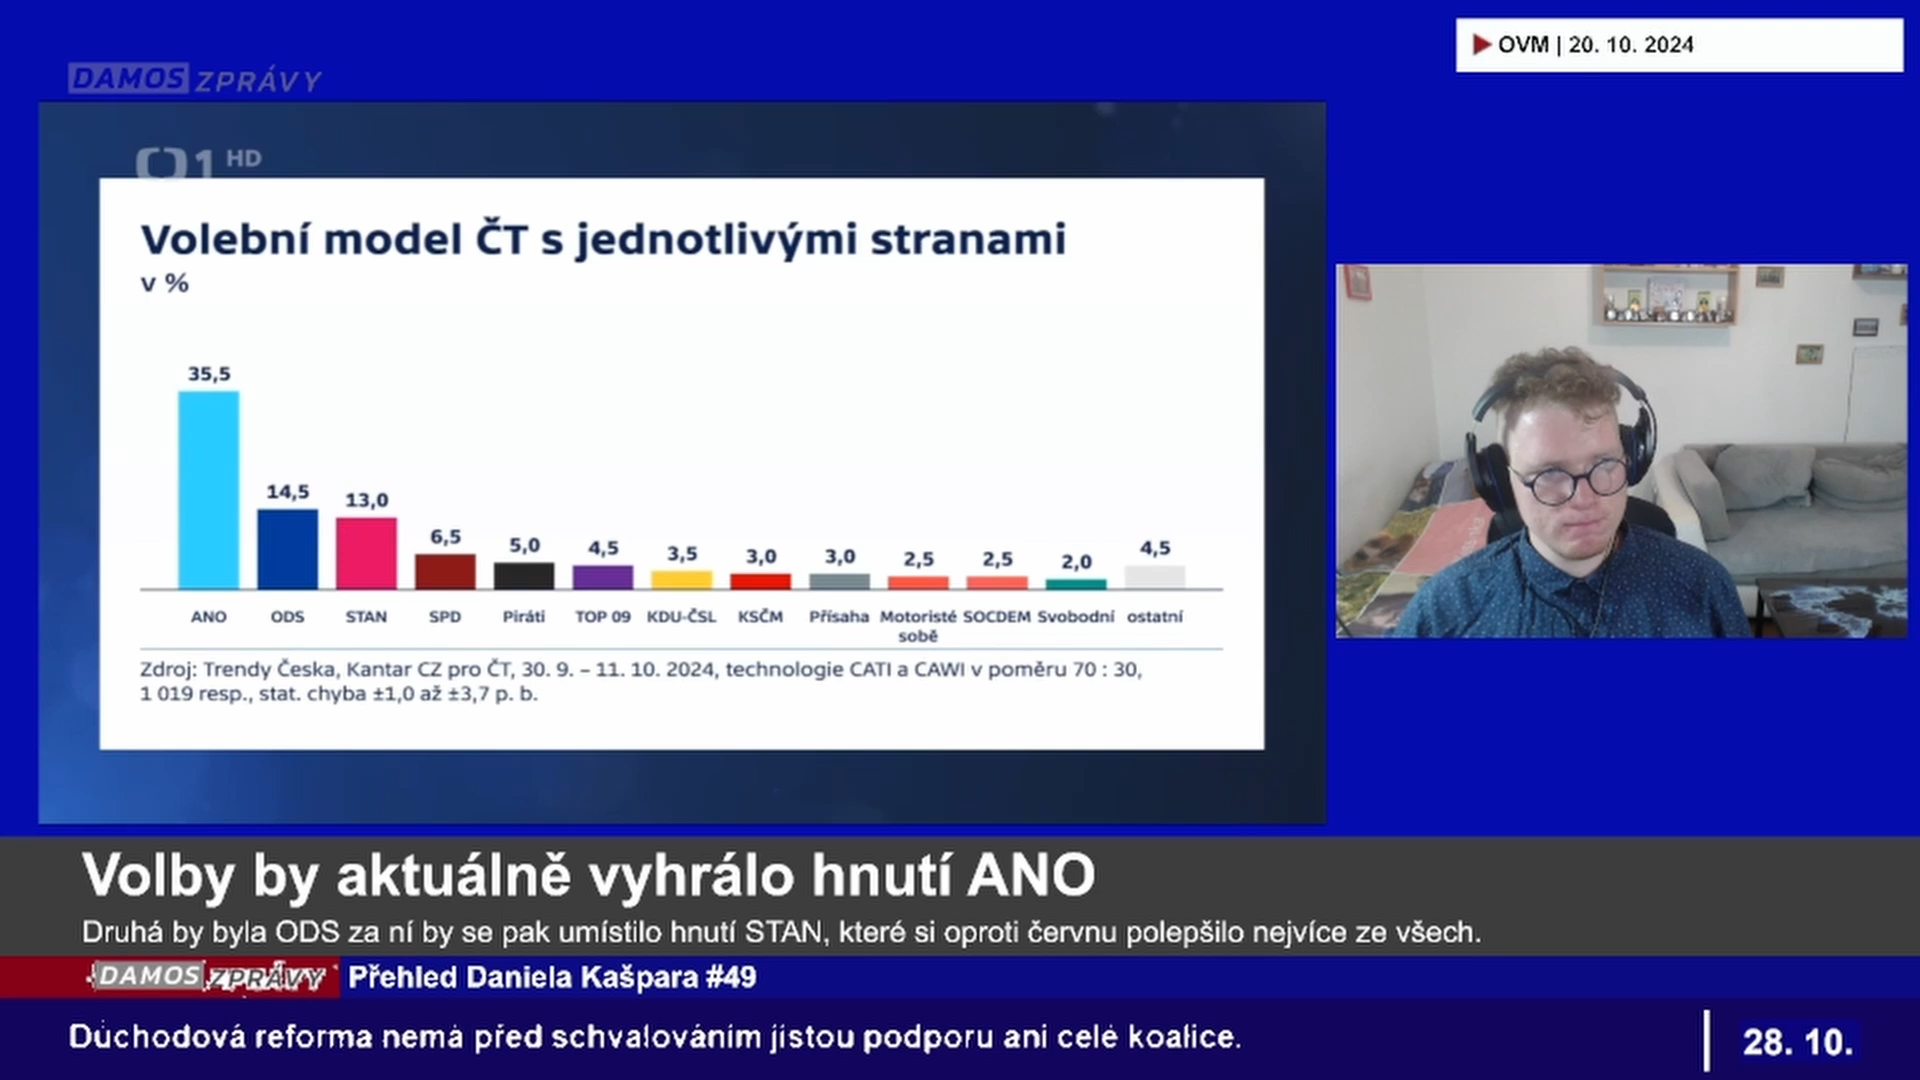 DAMOS ZPRÁVY
OVM | 20. 10. 2024
1 HD
Volební model ČT s jednotlivými stranami
v %
35,5
14,5
13,0
6,5
5,0
4,5
3,5
3,0
3,0
2,5
2,5
2,0
4,5
ANO
ODS
STAN
SPD
Piráti
TOP 09
KDU-ČSL
KSČM
Přísaha
Motoristé sobě
SOCDEM
Svobodní
ostatní
Zdroj: Trendy Česka, Kantar CZ pro ČT, 30. 9. – 11. 10. 2024, technologie CATI a CAWI v poměru 70 : 30,
1 019 resp., stat. chyba ±1,0 až ±3,7 p. b.
Volby by aktuálně vyhrálo hnutí ANO
Druhá by byla ODS za ní by se pak umístilo hnutí STAN, které si oproti červnu polepšilo nejvíce ze všech.
DAMOS ZPRÁVY Přehled Daniela Kašpara #49
Důchodová reforma nemá před schvalováním jistou podporu ani celé koalice.
28. 10.